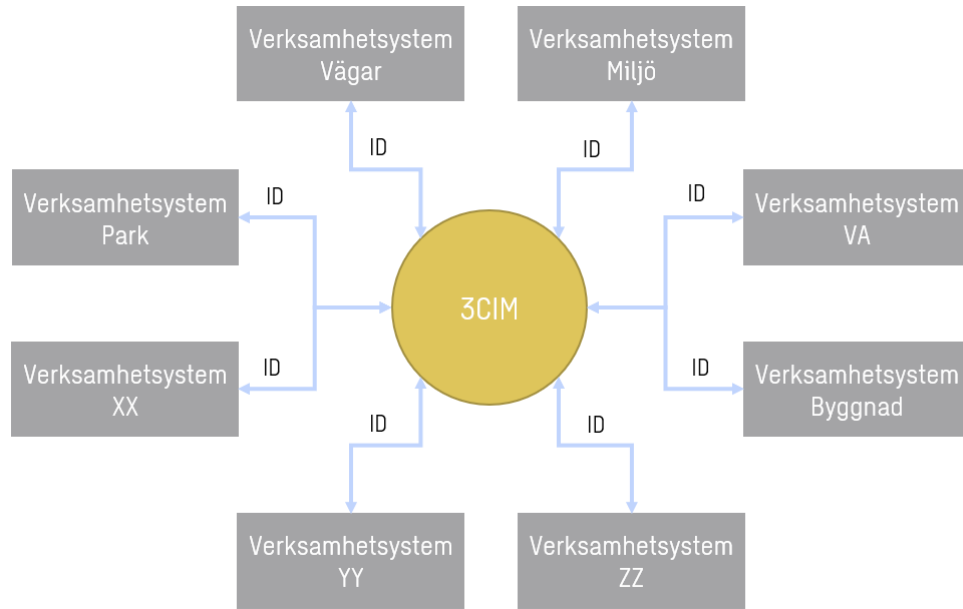 Verksamhetsystem
Vägar
Verksamhetsystem
Miljö
ID
ID
Verksamhetsystem
Park
ID
ID
Verksamhetsystem
VA
3CIM
Verksamhetsystem
XX
ID
ID
Verksamhetsystem
Byggnad
ID
ID
Verksamhetsystem
YY
Verksamhetsystem
ZZ